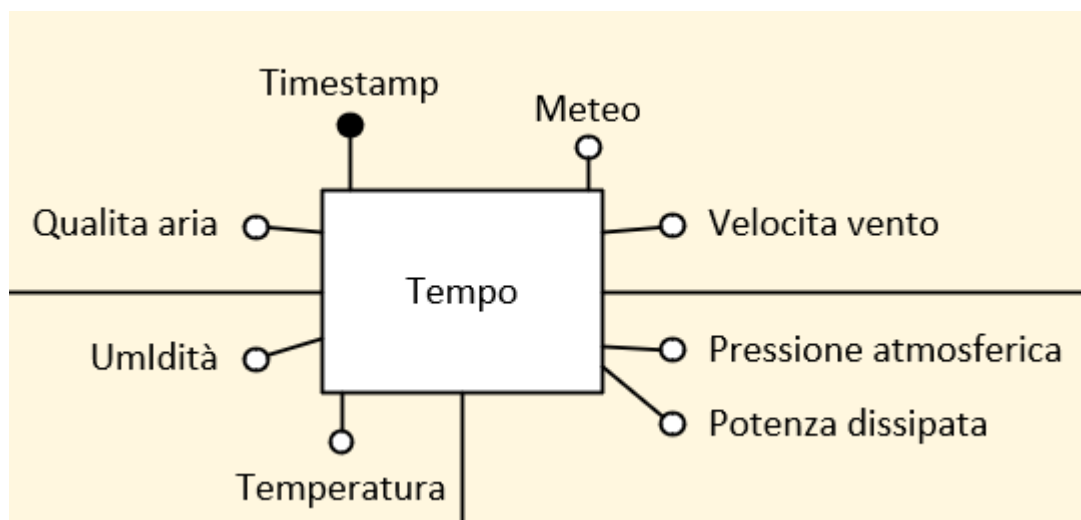 Timestamp
Meteo
Qualita aria
Velocita vento
Tempo
UmIdità
Pressione atmosferica
Potenza dissipata
Temperatura